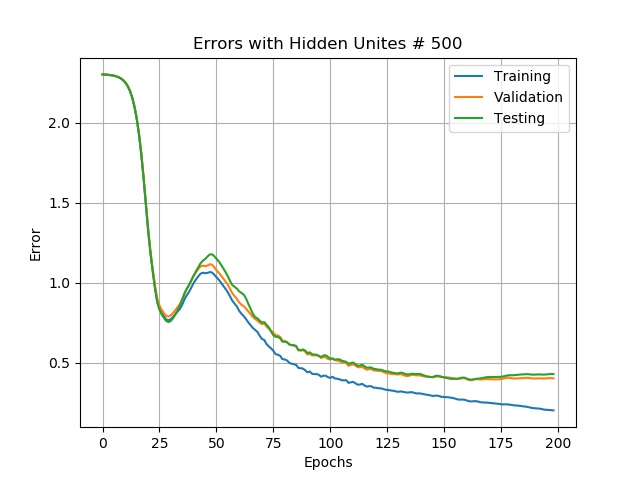 Errors with Hidden Unites # 500
Training
Validation
Testing
Error
2.0
1.5
1.0
0.5
0 25 50 75 100 125 150 175 200
Epochs